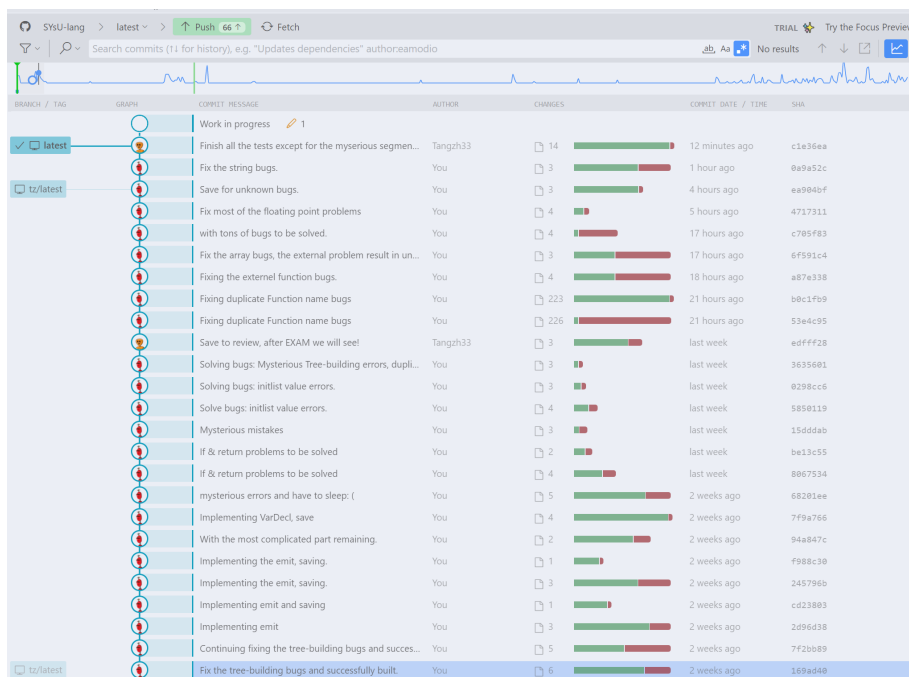 SYsU-lang > latest > ↑ Push 66 ↑ Fetch TRIAL Try the Focus Preview
Search commits (↑↓ for history), e.g. "Updates dependencies" author:eamodio ab, Aa .* No results
BRANCH / TAG GRAPH COMMIT MESSAGE AUTHOR CHANGES COMMIT DATE / TIME SHA
Work in progress 1
latest Finish all the tests except for the myserious segmen... Tangzh33 14 12 minutes ago c1e36ea
Fix the string bugs. You 3 1 hour ago 0a9a52c
tz/latest Save for unknown bugs. You 3 4 hours ago ea904bf
Fix most of the floating point problems You 4 5 hours ago 4717311
with tons of bugs to be solved. You 4 17 hours ago c705f83
Fix the array bugs, the external problem result in un... You 3 17 hours ago 6f591c4
Fixing the externel function bugs. You 4 18 hours ago a87e338
Fixing duplicate Function name bugs You 223 21 hours ago b0c1fb9
Fixing duplicate Function name bugs You 226 21 hours ago 53e4c95
Save to review, after EXAM we will see! Tangzh33 3 last week edfff28
Solving bugs: Mysterious Tree-building errors, dupli... You 3 last week 3635601
Solving bugs: initlist value errors. You 3 last week 0298cc6
Solve bugs: initlist value errors. You 4 last week 5850119
Mysterious mistakes You 3 last week 15dddab
If & return problems to be solved You 2 last week be13c55
If & return problems to be solved You 4 last week 8067534
mysterious errors and have to sleep: ( You 5 2 weeks ago 68201ee
Implementing VarDecl, save You 4 2 weeks ago 7f9a766
With the most complicated part remaining. You 2 2 weeks ago 94a847c
Implementing the emit, saving. You 1 2 weeks ago f988c30
Implementing the emit, saving. You 3 2 weeks ago 245796b
Implementing emit and saving You 1 2 weeks ago cd23803
Implementing emit You 3 2 weeks ago 2d96d38
Continuing fixing the tree-building bugs and succes... You 5 2 weeks ago 7f2bb89
tz/latest Fix the tree-building bugs and successfully built. You 6 2 weeks ago 169ad40